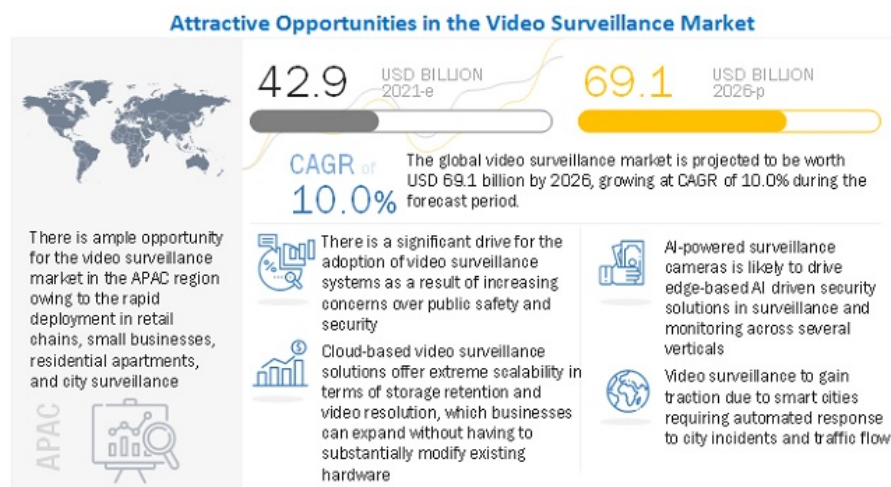 Attractive Opportunities in the Video Surveillance Market
42.9
USD BILLION
2021-e
69.1
USD BILLION
2026-p
CAGR of
10.0%
The global video surveillance market is projected to be worth
USD 69.1 billion by 2026, growing at CAGR of 10.0% during the
forecast period.
There is ample opportunity
for the video surveillance
market in the APAC region
owing to the rapid
deployment in retail
chains, small businesses,
residential apartments,
and city surveillance
APAC
There is a significant drive for the
adoption of video surveillance
systems as a result of increasing
concerns over public safety and
security
Cloud-based video surveillance
solutions offer extreme scalability in
terms of storage retention and
video resolution, which businesses
can expand without having to
substantially modify existing
hardware
AI-powered surveillance
cameras is likely to drive
edge-based AI driven security
solutions in surveillance and
monitoring across several
verticals
Video surveillance to gain
traction due to smart cities
requiring automated response
to city incidents and traffic flow